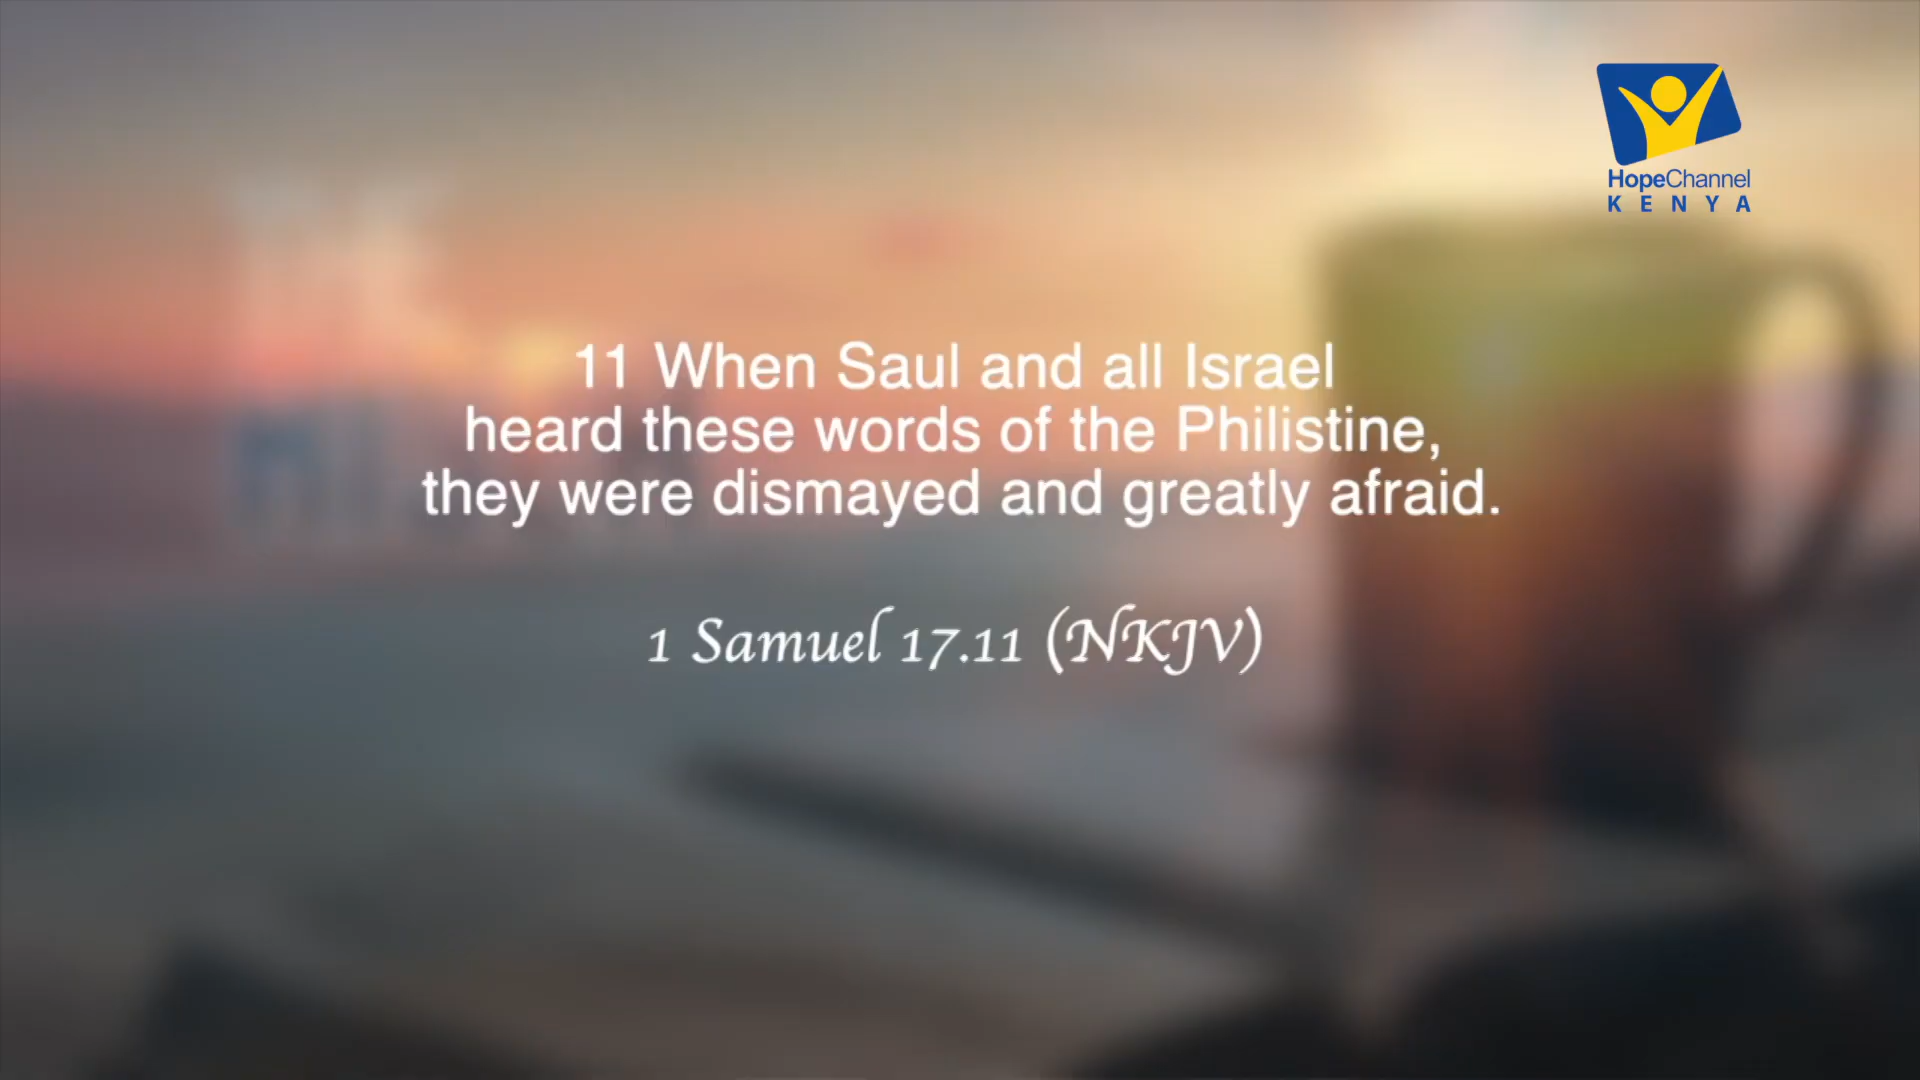 HopeChannel
KENYA
11 When Saul and all Israel
heard these words of the Philistine,
they were dismayed and greatly afraid.
1 Samuel 17.11 (NKJV)